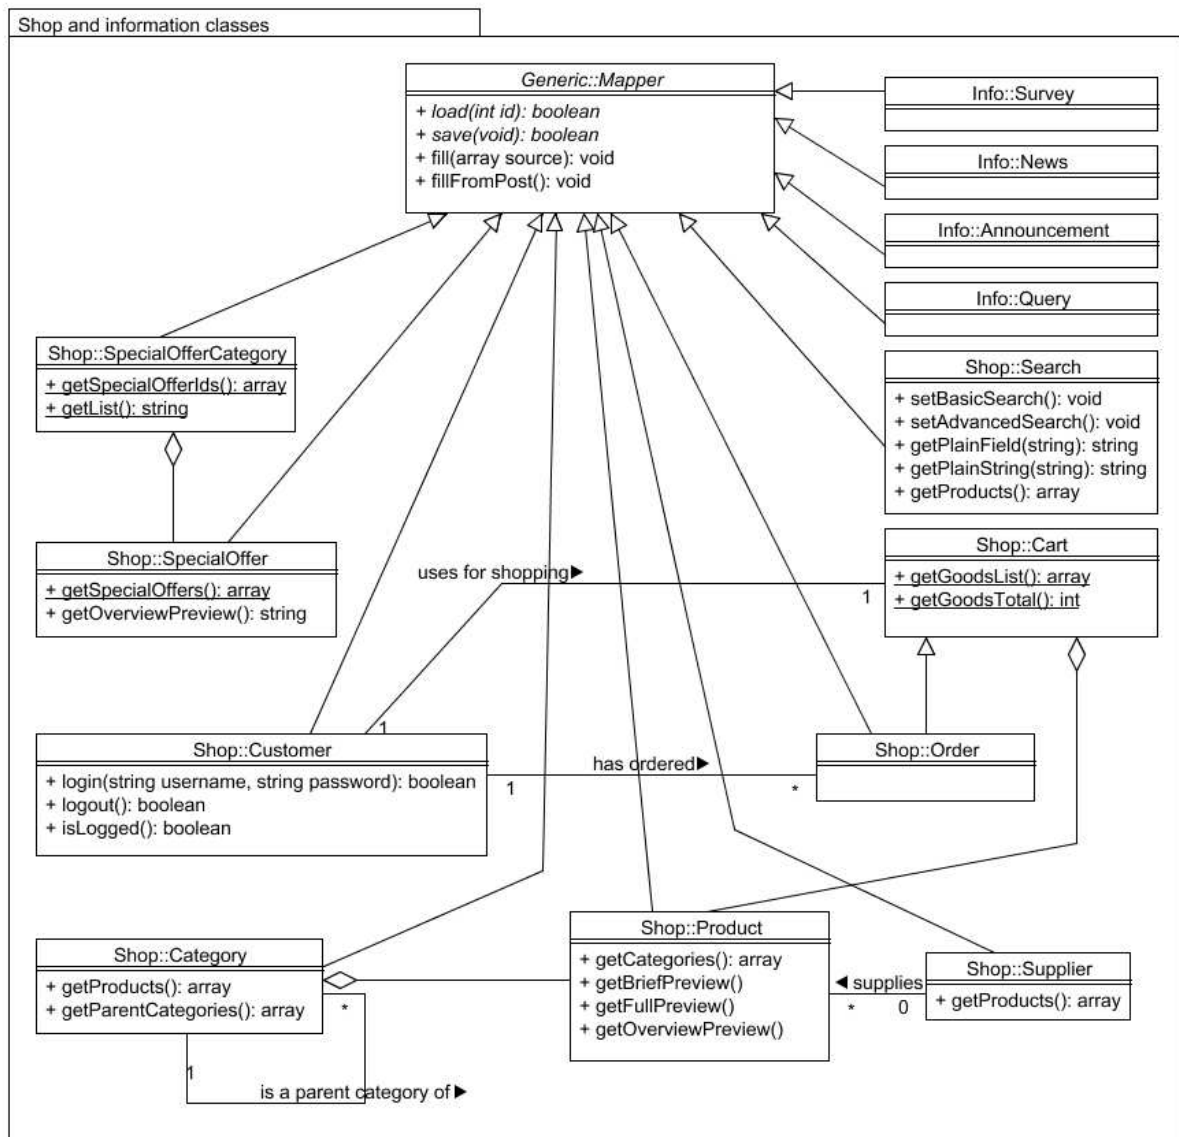 Shop and information classes
Generic::Mapper
+ load(int id): boolean
+ save(void): boolean
+ fill(array source): void
+ fillFromPost(): void
Info::Survey
Info::News
Info::Announcement
Info::Query
Shop::SpecialOfferCategory
+ getSpecialOfferIds(): array
+ getList(): string
Shop::Search
+ setBasicSearch(): void
+ setAdvancedSearch(): void
+ getPlainField(string): string
+ getPlainString(string): string
+ getProducts(): array
Shop::SpecialOffer
+ getSpecialOffers(): array
+ getOverviewPreview(): string
uses for shopping▶
1
1
Shop::Cart
+ getGoodsList(): array
+ getGoodsTotal(): int
Shop::Customer
+ login(string username, string password): boolean
+ logout(): boolean
+ isLogged(): boolean
has ordered▶
1
*
Shop::Order
Shop::Category
+ getProducts(): array
+ getParentCategories(): array
*
1
is a parent category of▶
Shop::Product
+ getCategories(): array
+ getBriefPreview()
+ getFullPreview()
+ getOverviewPreview()
◀ supplies
*
0
Shop::Supplier
+ getProducts(): array